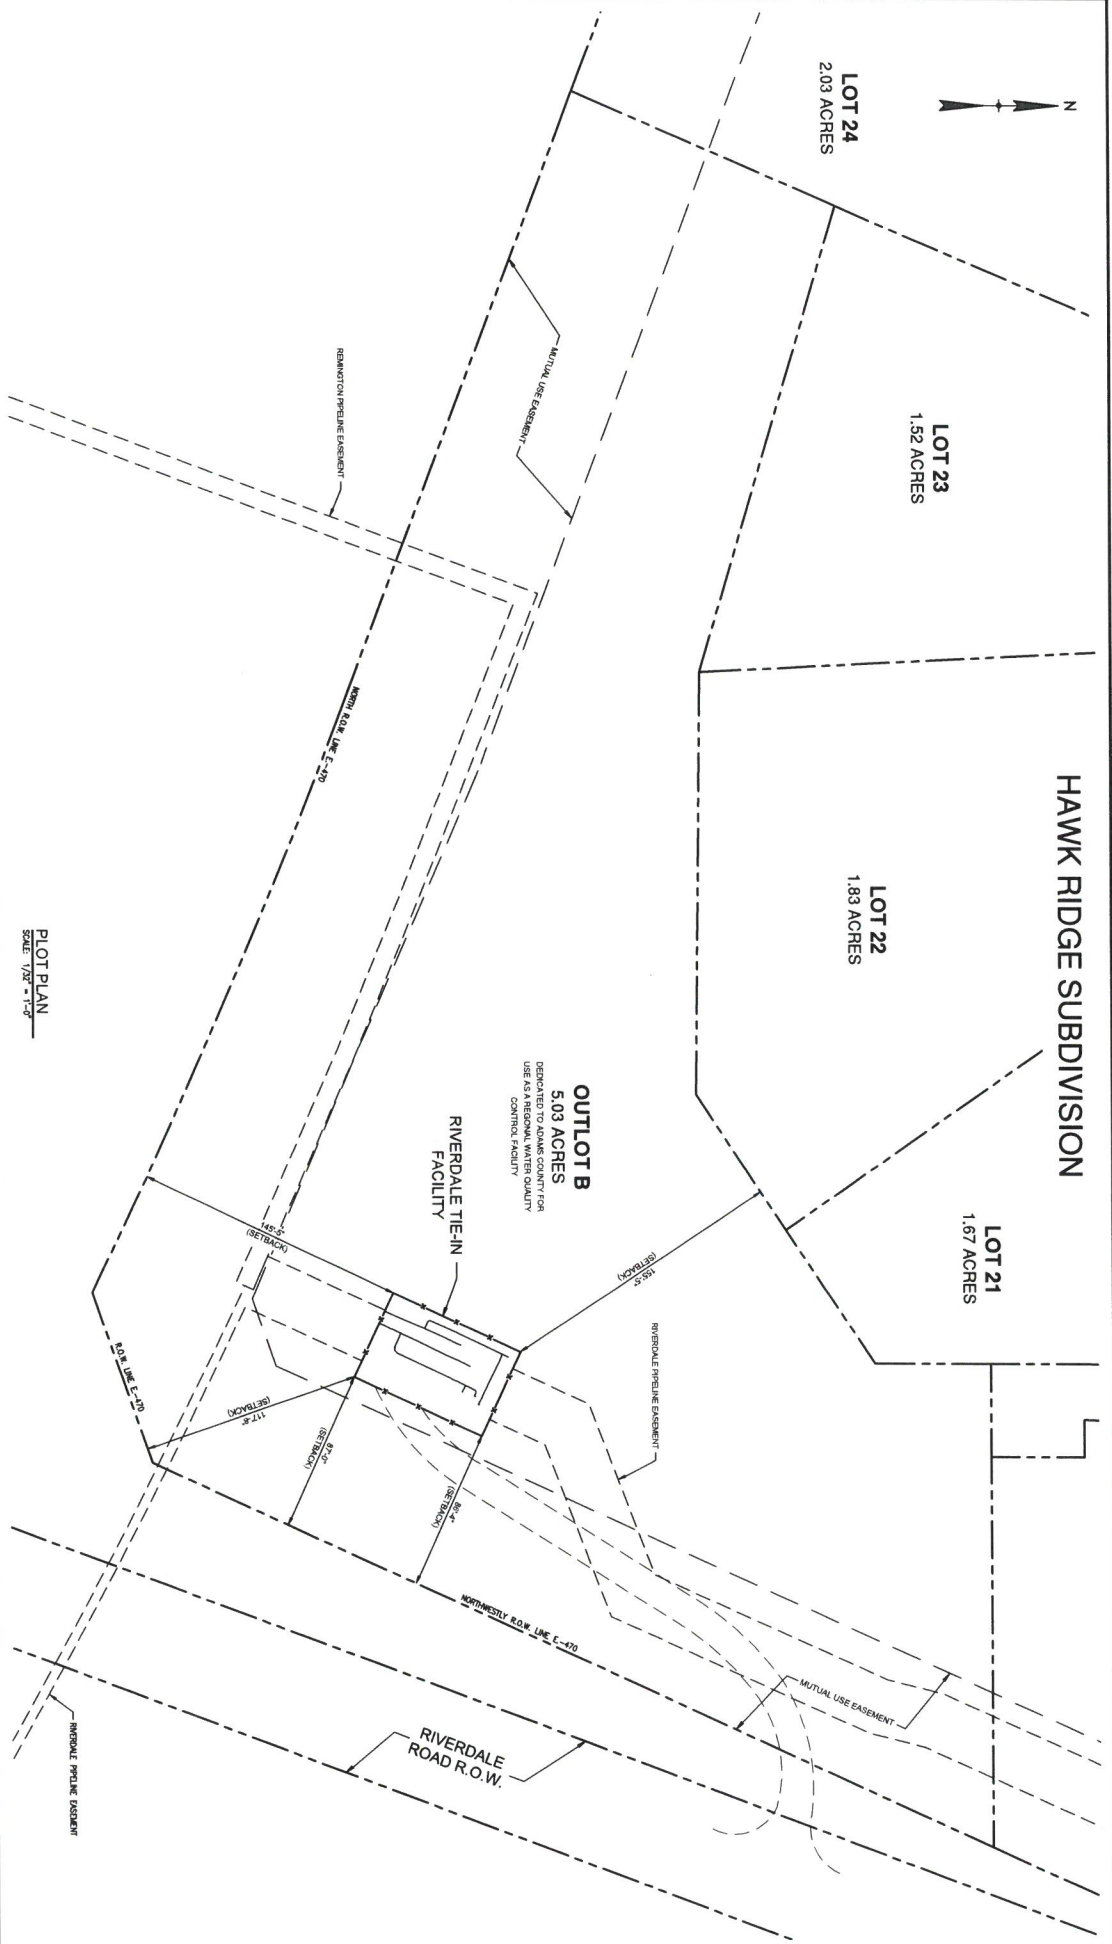 N
HAWK RIDGE SUBDIVISION
LOT 24
2.03 ACRES
LOT 23
1.52 ACRES
LOT 22
1.83 ACRES
LOT 21
1.67 ACRES
MUTUAL USE EASEMENT
REMINGTON PIPELINE EASEMENT
NORTH R.O.W. LINE E-470
OUTLOT B
5.03 ACRES
DEDICATED TO ADAMS COUNTY FOR
USE AS A REGIONAL WATER QUALITY
CONTROL FACILITY
RIVERDALE TIE-IN
FACILITY
155'-5"
(SETBACK)
145'-5"
(SETBACK)
RIVERDALE PIPELINE EASEMENT
R.O.W. LINE E-470
117'-8"
(SETBACK)
87'-0"
(SETBACK)
86'-4"
(SETBACK)
NORTHWESTLY R.O.W. LINE E-470
MUTUAL USE EASEMENT
RIVERDALE
ROAD R.O.W.
RIVERDALE PIPELINE EASEMENT
PLOT PLAN
SCALE: 1/32" = 1'-0"